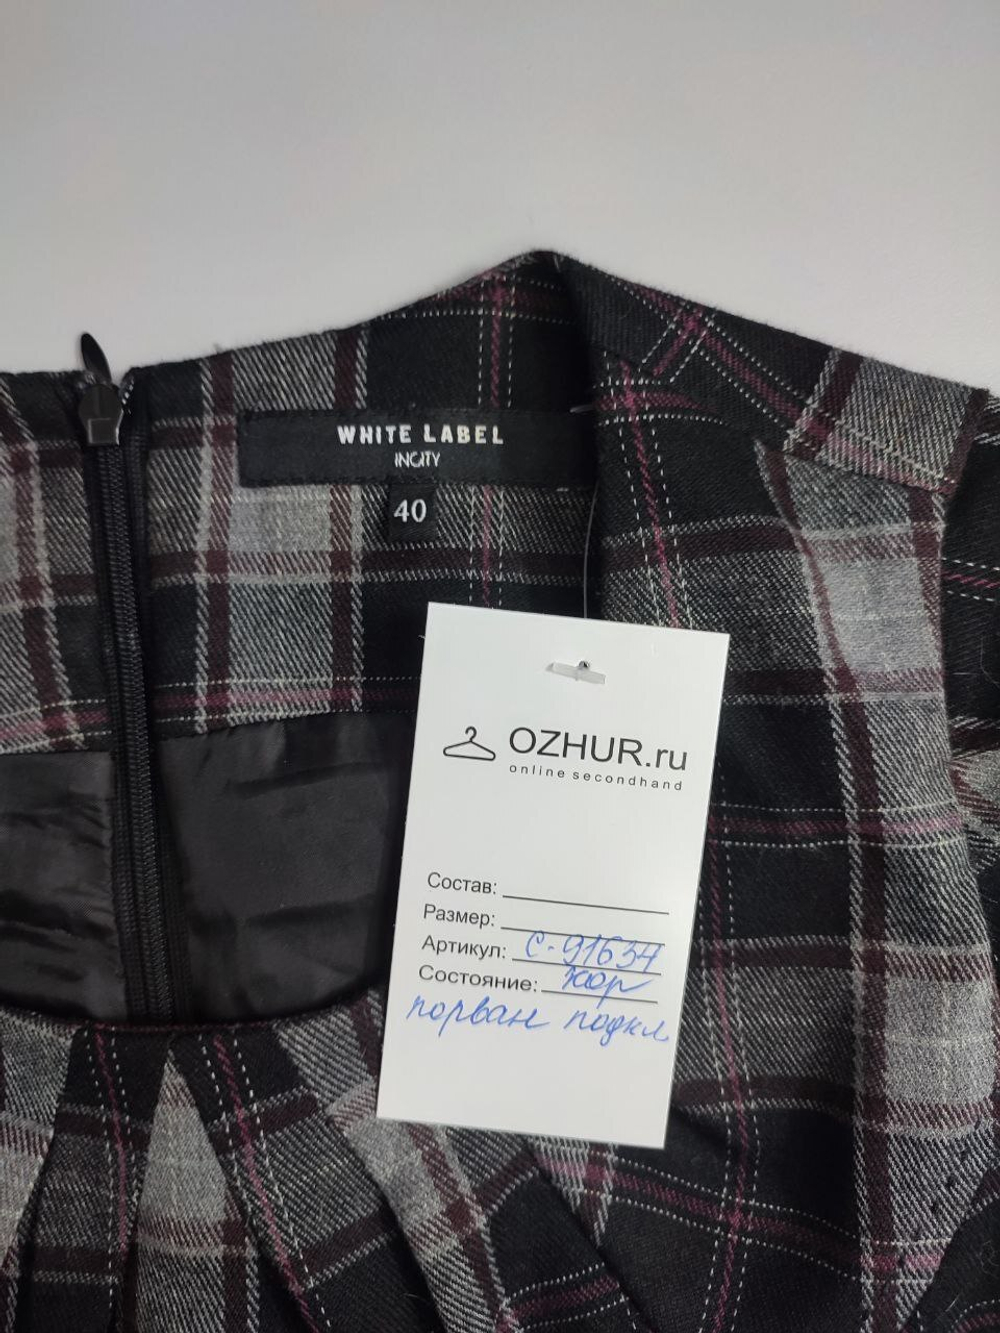 WHITE LABEL
INCITY
40
OZHUR.ru
online secondhand
Состав:
Размер:
Артикул: С-91634
Состояние: хор
порван подкл